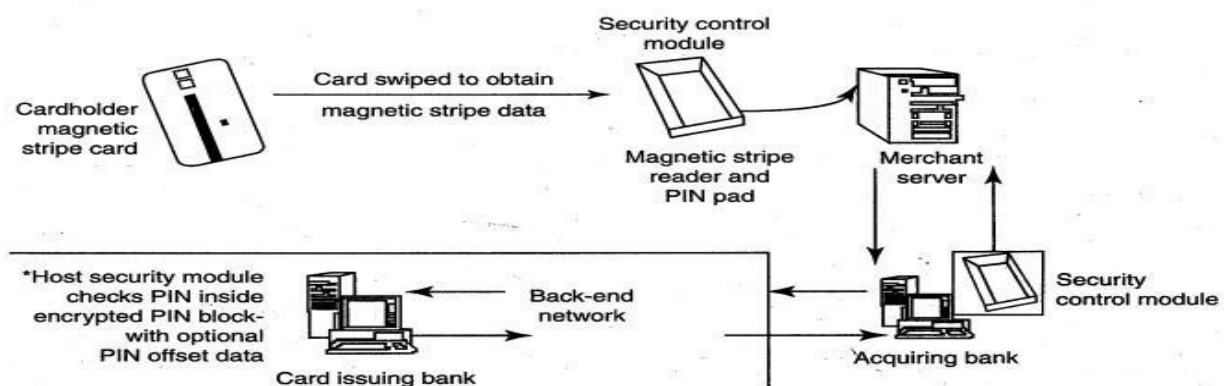 Security control
module
Card swiped to obtain
magnetic stripe data
Cardholder
magnetic
stripe card
Magnetic stripe
reader and
PIN pad
Merchant
server
*Host security module
checks PIN inside
encrypted PIN block-
with optional
PIN offset data
Back-end
network
Security
control module
Acquiring bank
Card issuing bank